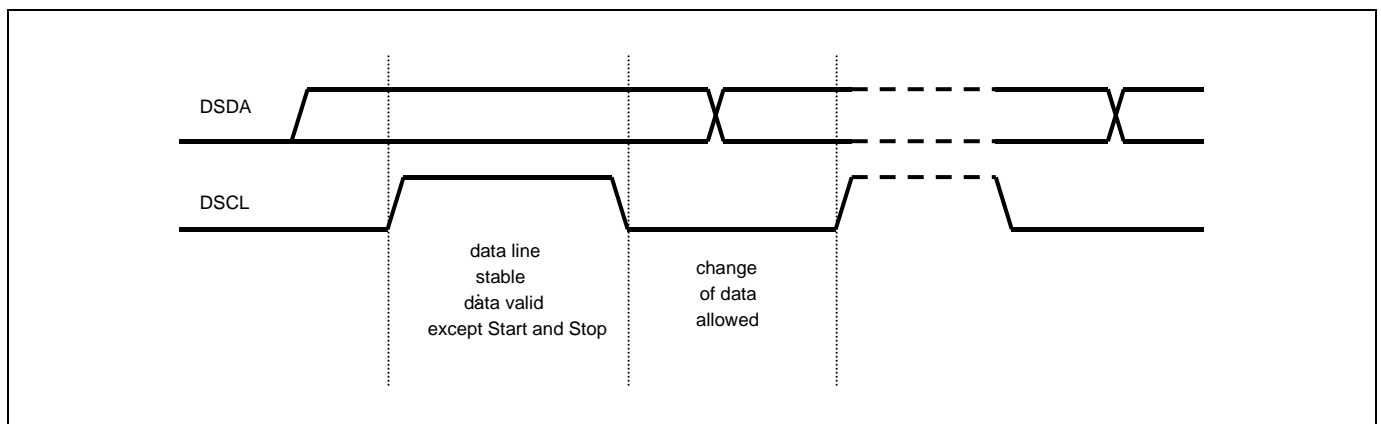 DSDA
DSCL
data line
stable
data valid
except Start and Stop
change
of data
allowed